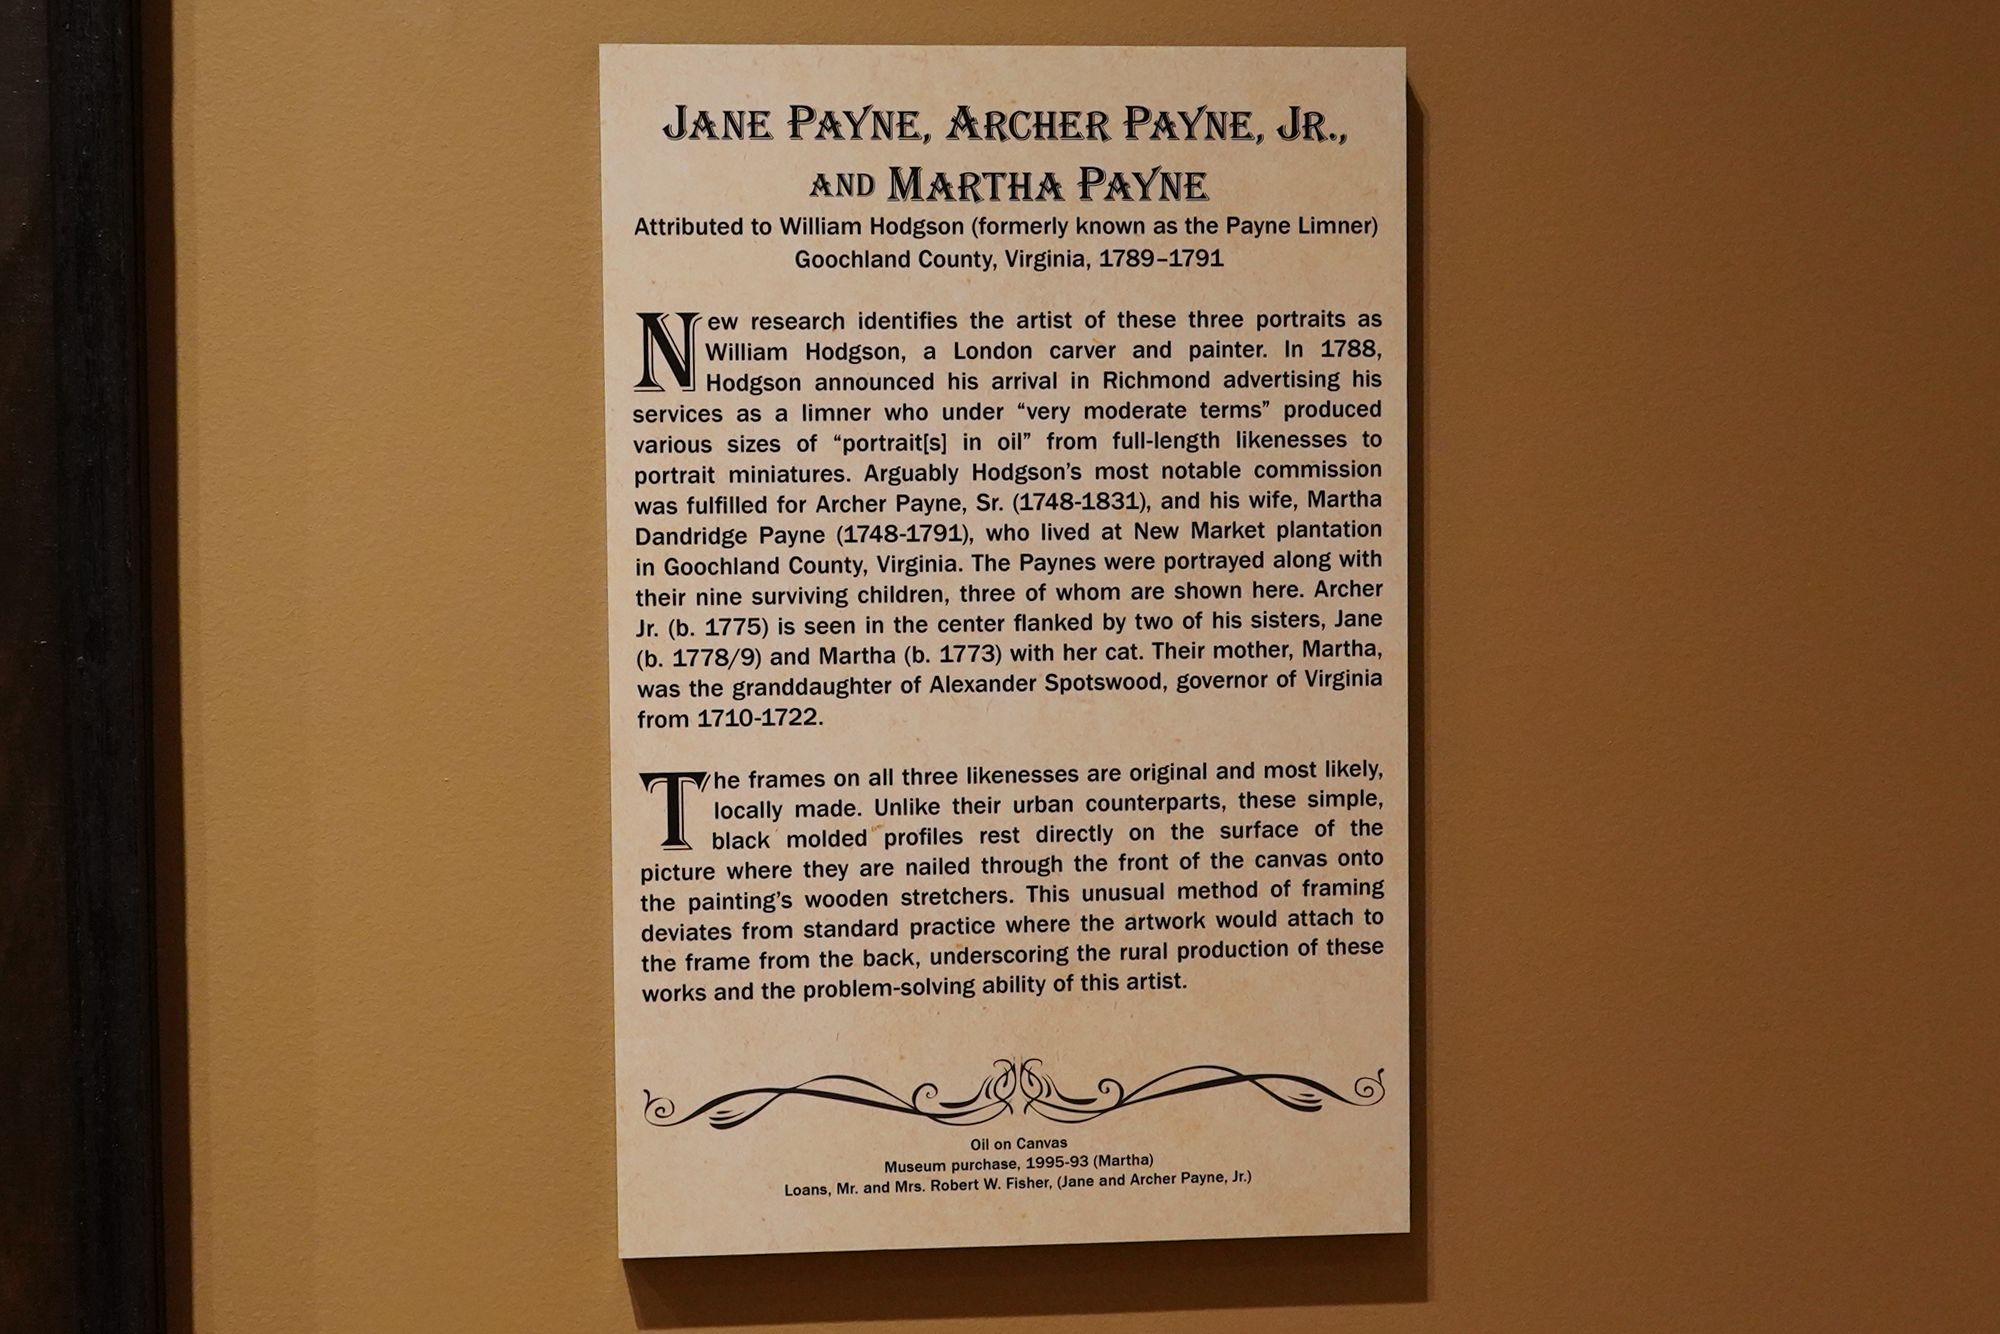 JANE PAYNE, ARCHER PAYNE, JR.,
AND MARTHA PAYNE
Attributed to William Hodgson (formerly known as the Payne Limner)
Goochland County, Virginia, 1789–1791
New research identifies the artist of these three portraits as
William Hodgson, a London carver and painter. In 1788,
Hodgson announced his arrival in Richmond advertising his
services as a limner who under “very moderate terms” produced
various sizes of “portrait[s] in oil” from full-length likenesses to
portrait miniatures. Arguably Hodgson’s most notable commission
was fulfilled for Archer Payne, Sr. (1748-1831), and his wife, Martha
Dandridge Payne (1748-1791), who lived at New Market plantation
in Goochland County, Virginia. The Paynes were portrayed along with
their nine surviving children, three of whom are shown here. Archer
Jr. (b. 1775) is seen in the center flanked by two of his sisters, Jane
(b. 1778/9) and Martha (b. 1773) with her cat. Their mother, Martha,
was the granddaughter of Alexander Spotswood, governor of Virginia
from 1710-1722.
The frames on all three likenesses are original and most likely,
locally made. Unlike their urban counterparts, these simple,
black molded profiles rest directly on the surface of the
picture where they are nailed through the front of the canvas onto
the painting’s wooden stretchers. This unusual method of framing
deviates from standard practice where the artwork would attach to
the frame from the back, underscoring the rural production of these
works and the problem-solving ability of this artist.
Oil on Canvas
Museum purchase, 1995-93 (Martha)
Loans, Mr. and Mrs. Robert W. Fisher, (Jane and Archer Payne, Jr.)